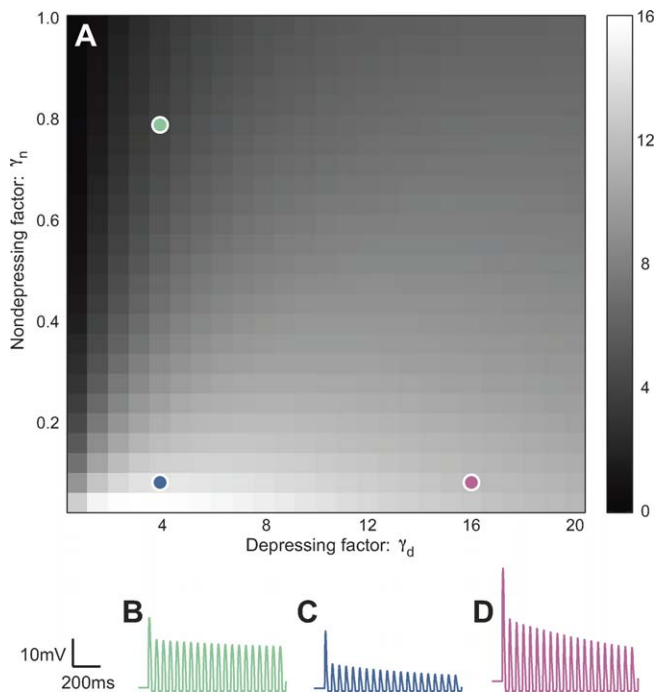 A
1.0
0.8
0.6
0.4
0.2
Nondepressing factor: γn
4
8
12
16
20
Depressing factor: γd
16
12
8
4
0
B
C
D
10mV
200ms